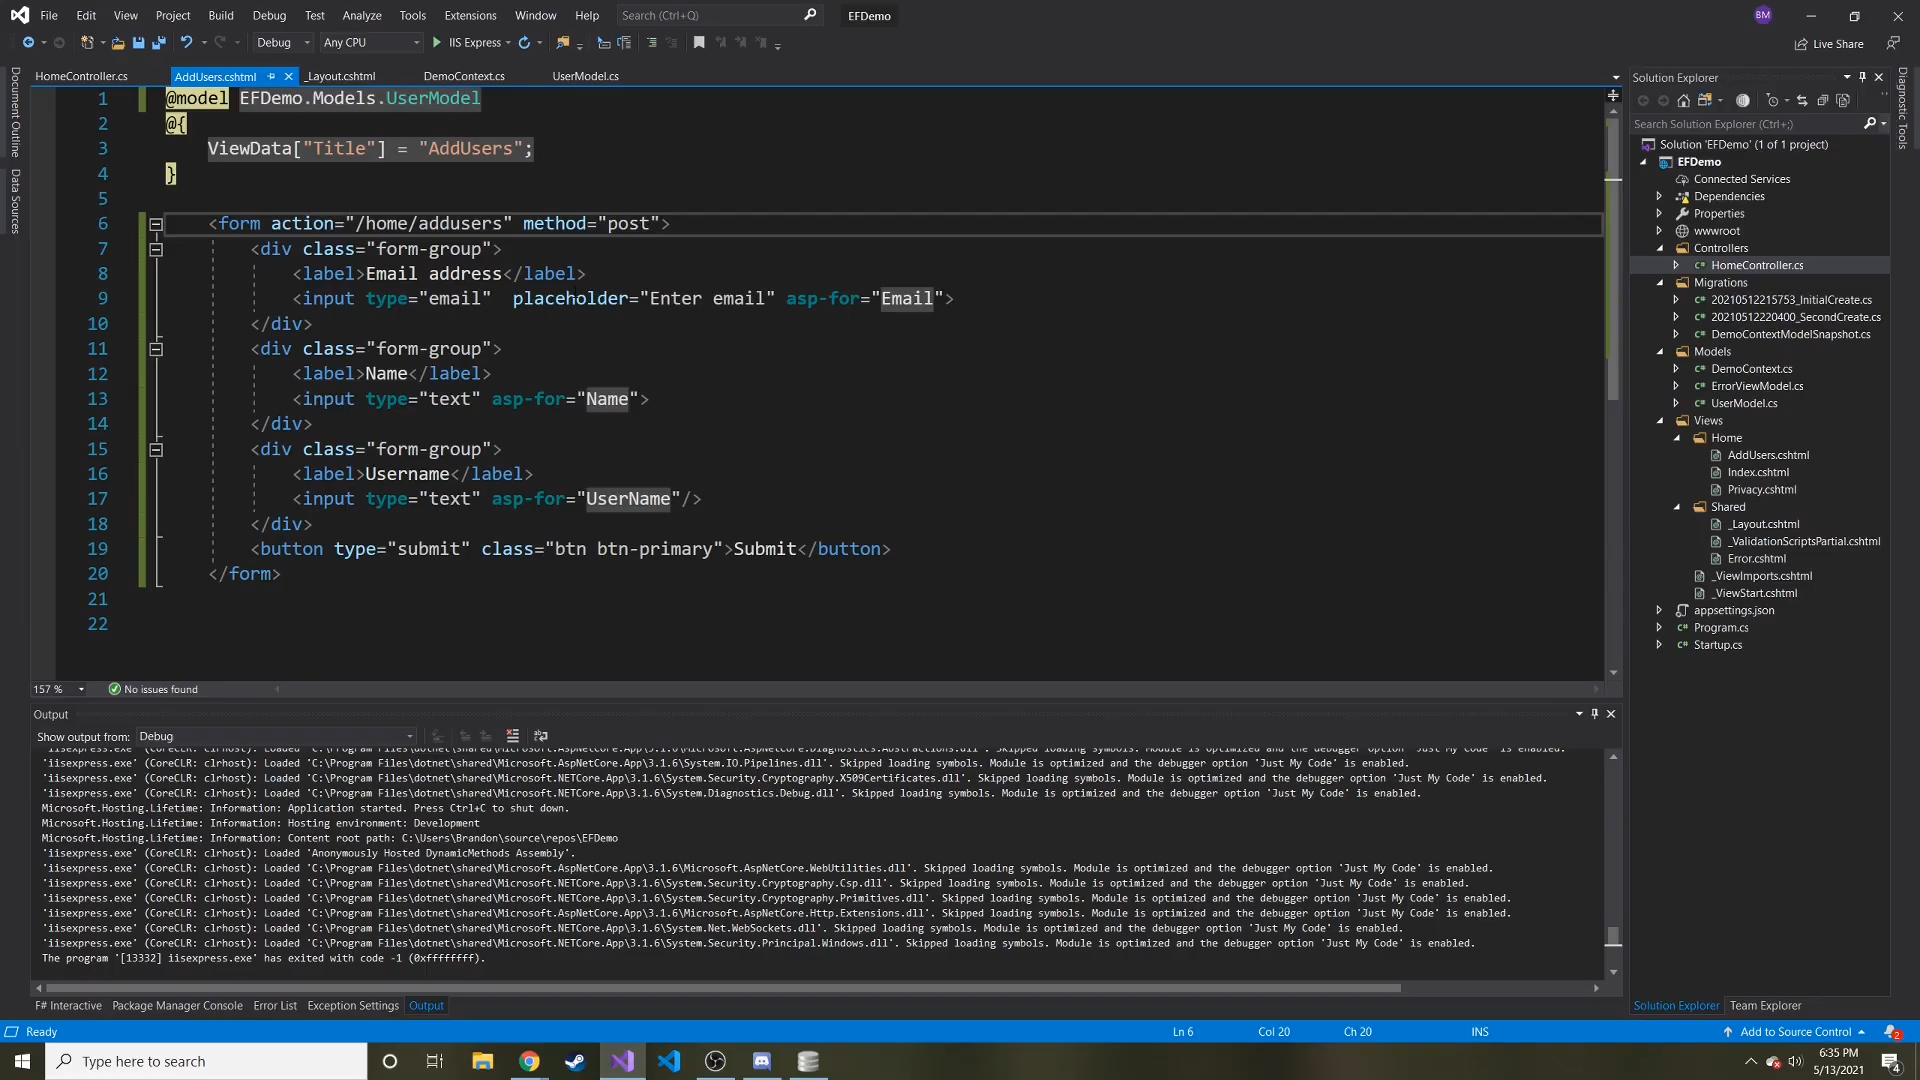 File Edit View Project Build Debug Test Analyze Tools Extensions Window Help Search (Ctrl+Q) EFDemo BM
Debug Any CPU IIS Express Live Share
HomeController.cs AddUsers.cshtml _Layout.cshtml DemoContext.cs UserModel.cs
Document Outline
Data Sources
1 @model EFDemo.Models.UserModel
2 @{
3 ViewData["Title"] = "AddUsers";
4 }
5
6 <form action="/home/addusers" method="post">
7 <div class="form-group">
8 <label>Email address</label>
9 <input type="email"  placeholder="Enter email" asp-for="Email">
10 </div>
11 <div class="form-group">
12 <label>Name</label>
13 <input type="text" asp-for="Name">
14 </div>
15 <div class="form-group">
16 <label>Username</label>
17 <input type="text" asp-for="UserName"/>
18 </div>
19 <button type="submit" class="btn btn-primary">Submit</button>
20 </form>
21
22
157 % No issues found
Output
Show output from: Debug
'iisexpress.exe' (CoreCLR: clrhost): Loaded 'C:\Program Files\dotnet\shared\Microsoft.AspNetCore.App\3.1.6\Microsoft.AspNetCore.Diagnostics.Abstractions.dll'. Skipped loading symbols. Module is optimized and the debugger option 'Just My Code' is enabled.
'iisexpress.exe' (CoreCLR: clrhost): Loaded 'C:\Program Files\dotnet\shared\Microsoft.AspNetCore.App\3.1.6\System.IO.Pipelines.dll'. Skipped loading symbols. Module is optimized and the debugger option 'Just My Code' is enabled.
'iisexpress.exe' (CoreCLR: clrhost): Loaded 'C:\Program Files\dotnet\shared\Microsoft.NETCore.App\3.1.6\System.Security.Cryptography.X509Certificates.dll'. Skipped loading symbols. Module is optimized and the debugger option 'Just My Code' is enabled.
'iisexpress.exe' (CoreCLR: clrhost): Loaded 'C:\Program Files\dotnet\shared\Microsoft.NETCore.App\3.1.6\System.Diagnostics.Debug.dll'. Skipped loading symbols. Module is optimized and the debugger option 'Just My Code' is enabled.
Microsoft.Hosting.Lifetime: Information: Application started. Press Ctrl+C to shut down.
Microsoft.Hosting.Lifetime: Information: Hosting environment: Development
Microsoft.Hosting.Lifetime: Information: Content root path: C:\Users\Brandon\source\repos\EFDemo
'iisexpress.exe' (CoreCLR: clrhost): Loaded 'Anonymously Hosted DynamicMethods Assembly'.
'iisexpress.exe' (CoreCLR: clrhost): Loaded 'C:\Program Files\dotnet\shared\Microsoft.AspNetCore.App\3.1.6\Microsoft.AspNetCore.WebUtilities.dll'. Skipped loading symbols. Module is optimized and the debugger option 'Just My Code' is enabled.
'iisexpress.exe' (CoreCLR: clrhost): Loaded 'C:\Program Files\dotnet\shared\Microsoft.NETCore.App\3.1.6\System.Security.Cryptography.Csp.dll'. Skipped loading symbols. Module is optimized and the debugger option 'Just My Code' is enabled.
'iisexpress.exe' (CoreCLR: clrhost): Loaded 'C:\Program Files\dotnet\shared\Microsoft.AspNetCore.App\3.1.6\Microsoft.AspNetCore.Http.Extensions.dll'. Skipped loading symbols. Module is optimized and the debugger option 'Just My Code' is enabled.
'iisexpress.exe' (CoreCLR: clrhost): Loaded 'C:\Program Files\dotnet\shared\Microsoft.NETCore.App\3.1.6\System.Net.WebSockets.dll'. Skipped loading symbols. Module is optimized and the debugger option 'Just My Code' is enabled.
'iisexpress.exe' (CoreCLR: clrhost): Loaded 'C:\Program Files\dotnet\shared\Microsoft.NETCore.App\3.1.6\System.Security.Principal.Windows.dll'. Skipped loading symbols. Module is optimized and the debugger option 'Just My Code' is enabled.
The program '[13332] iisexpress.exe' has exited with code -1 (0xffffffff).
F# Interactive Package Manager Console Error List Exception Settings Output
Solution Explorer
Search Solution Explorer (Ctrl+;)
Solution 'EFDemo' (1 of 1 project)
EFDemo
Connected Services
Dependencies
Properties
wwwroot
Controllers
HomeController.cs
Migrations
20210512215753_InitialCreate.cs
20210512220400_SecondCreate.cs
DemoContextModelSnapshot.cs
Models
DemoContext.cs
ErrorViewModel.cs
UserModel.cs
Views
Home
AddUsers.cshtml
Index.cshtml
Privacy.cshtml
Shared
_Layout.cshtml
_ValidationScriptsPartial.cshtml
Error.cshtml
_ViewImports.cshtml
_ViewStart.cshtml
appsettings.json
Program.cs
Startup.cs
Solution Explorer Team Explorer
Diagnostic Tools
Ready Ln 6 Col 20 Ch 20 INS Add to Source Control 2
Type here to search 6:35 PM
5/13/2021 4